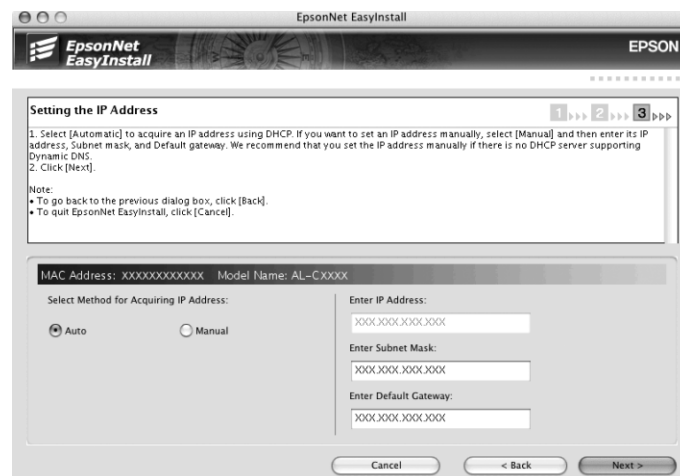 EpsonNet EasyInstall
EpsonNet
EasyInstall
EPSON
Setting the IP Address
1 2 3
1. Select [Automatic] to acquire an IP address using DHCP. If you want to set an IP address manually, select [Manual] and then enter its IP
address, Subnet mask, and Default gateway. We recommend that you set the IP address manually if there is no DHCP server supporting
Dynamic DNS.
2. Click [Next].
Note:
• To go back to the previous dialog box, click [Back].
• To quit EpsonNet EasyInstall, click [Cancel].
MAC Address: XXXXXXXXXXXX Model Name: AL-CXXXX
Select Method for Acquiring IP Address:
Auto
Manual
Enter IP Address:
XXX.XXX.XXX.XXX
Enter Subnet Mask:
XXX.XXX.XXX.XXX
Enter Default Gateway:
XXX.XXX.XXX.XXX
Cancel
< Back
Next >